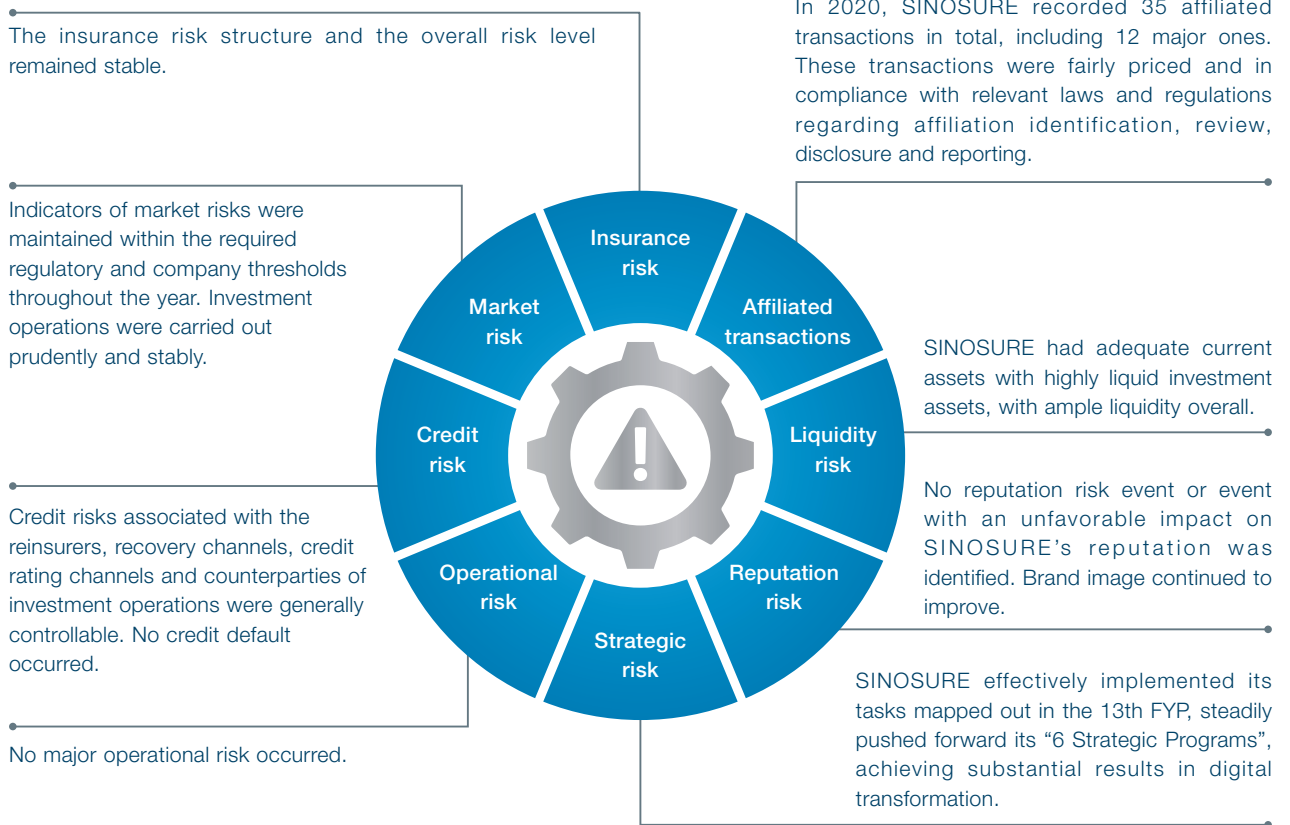 The insurance risk structure and the overall risk level
remained stable.
In 2020, SINOSURE recorded 35 affiliated
transactions in total, including 12 major ones.
These transactions were fairly priced and in
compliance with relevant laws and regulations
regarding affiliation identification, review,
disclosure and reporting.
Indicators of market risks were
maintained within the required
regulatory and company thresholds
throughout the year. Investment
operations were carried out
prudently and stably.
Insurance
risk
Market
risk
Affiliated
transactions
SINOSURE had adequate current
assets with highly liquid investment
assets, with ample liquidity overall.
Credit
risk
Liquidity
risk
No reputation risk event or event
with an unfavorable impact on
SINOSURE's reputation was
identified. Brand image continued to
improve.
Credit risks associated with the
reinsurers, recovery channels, credit
rating channels and counterparties of
investment operations were generally
controllable. No credit default
occurred.
Operational
risk
Reputation
risk
Strategic
risk
SINOSURE effectively implemented its
tasks mapped out in the 13th FYP, steadily
pushed forward its “6 Strategic Programs”,
achieving substantial results in digital
transformation.
No major operational risk occurred.